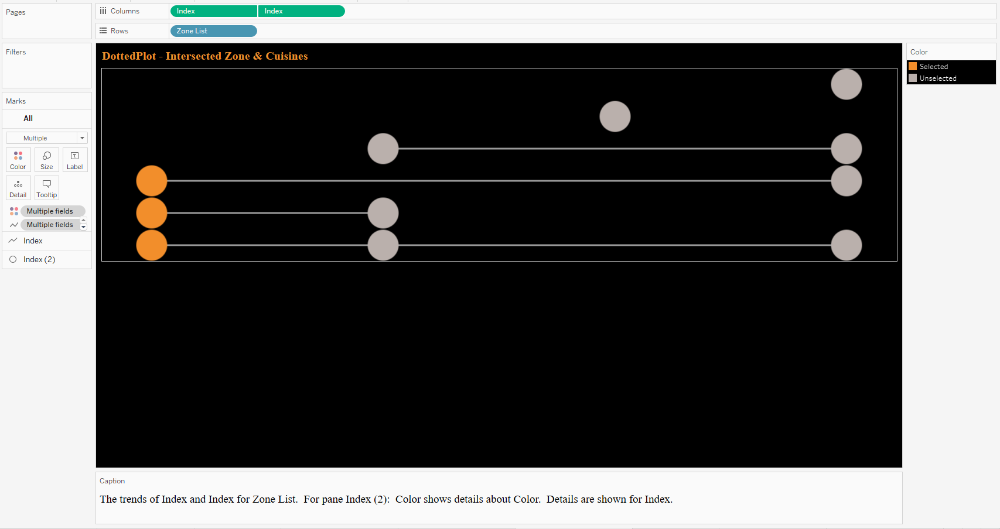 Pages
Columns
Index
Index
Rows
Zone List
Filters
DottedPlot - Intersected Zone & Cuisines
Color
Selected
Unselected
Marks
All
Multiple
Color
Size
T
Label
Detail
Tooltip
Multiple fields
Multiple fields
Index
Index (2)
Caption
The trends of Index and Index for Zone List.  For pane Index (2):  Color shows details about Color.  Details are shown for Index.